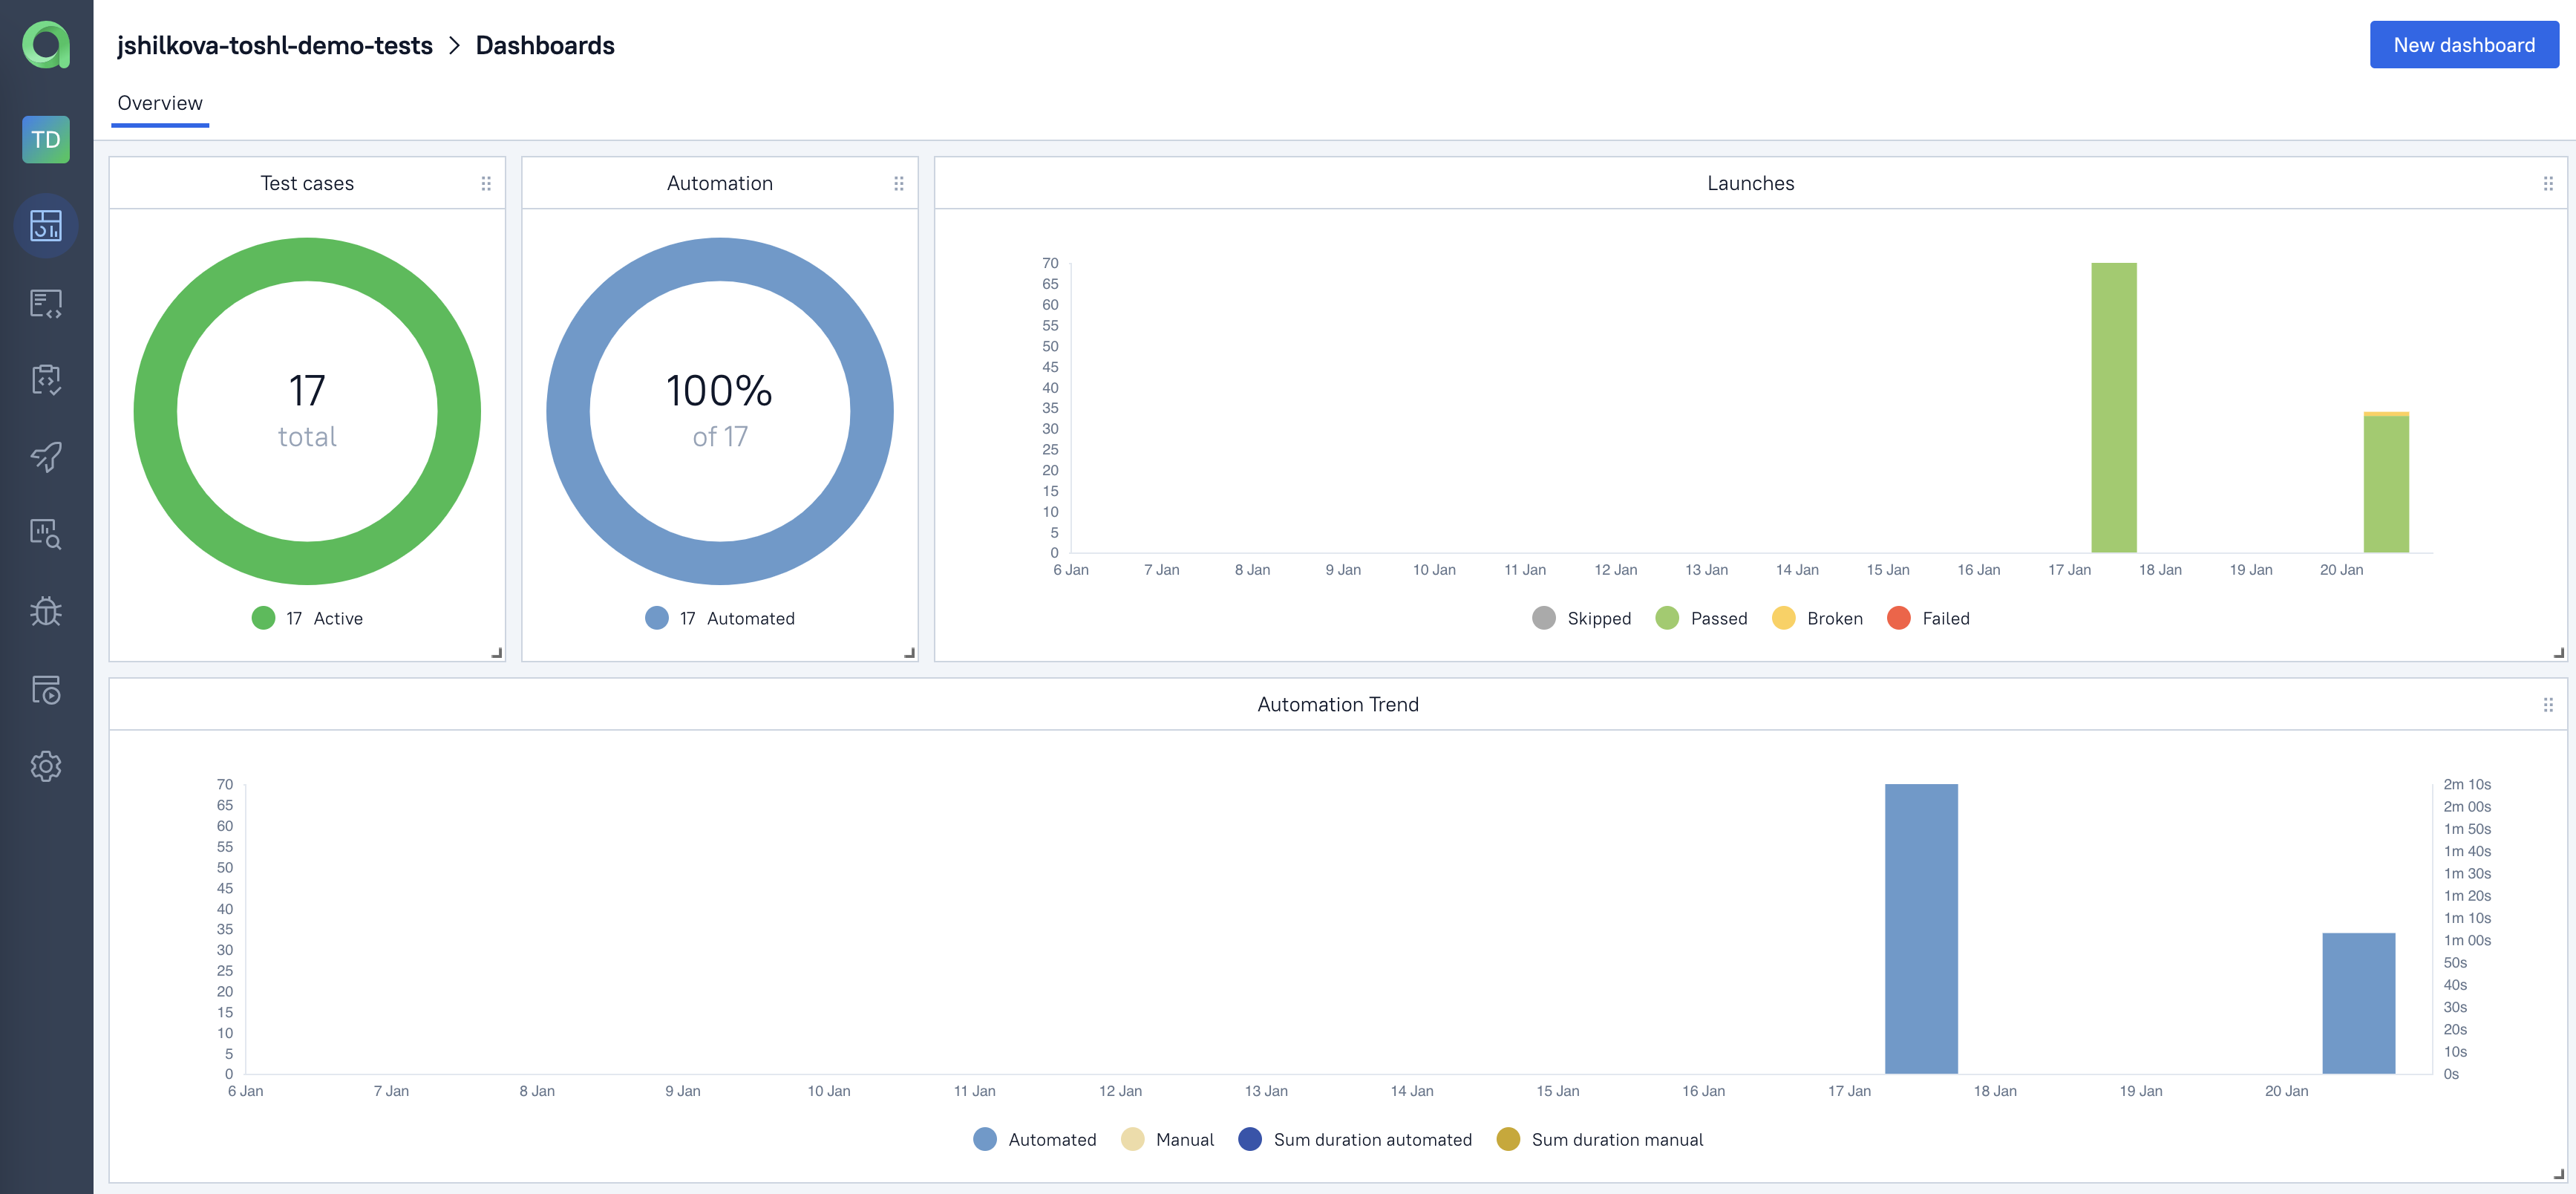 jshilkova-toshl-demo-tests > Dashboards
New dashboard
Overview
TD
Test cases
17
total
17 Active
Automation
100%
of 17
17 Automated
Launches
70
65
60
55
50
45
40
35
30
25
20
15
10
5
0
6 Jan 7 Jan 8 Jan 9 Jan 10 Jan 11 Jan 12 Jan 13 Jan 14 Jan 15 Jan 16 Jan 17 Jan 18 Jan 19 Jan 20 Jan
Skipped Passed Broken Failed
Automation Trend
70
65
60
55
50
45
40
35
30
25
20
15
10
5
0
2m 10s
2m 00s
1m 50s
1m 40s
1m 30s
1m 20s
1m 10s
1m 00s
50s
40s
30s
20s
10s
0s
6 Jan 7 Jan 8 Jan 9 Jan 10 Jan 11 Jan 12 Jan 13 Jan 14 Jan 15 Jan 16 Jan 17 Jan 18 Jan 19 Jan 20 Jan
Automated Manual Sum duration automated Sum duration manual